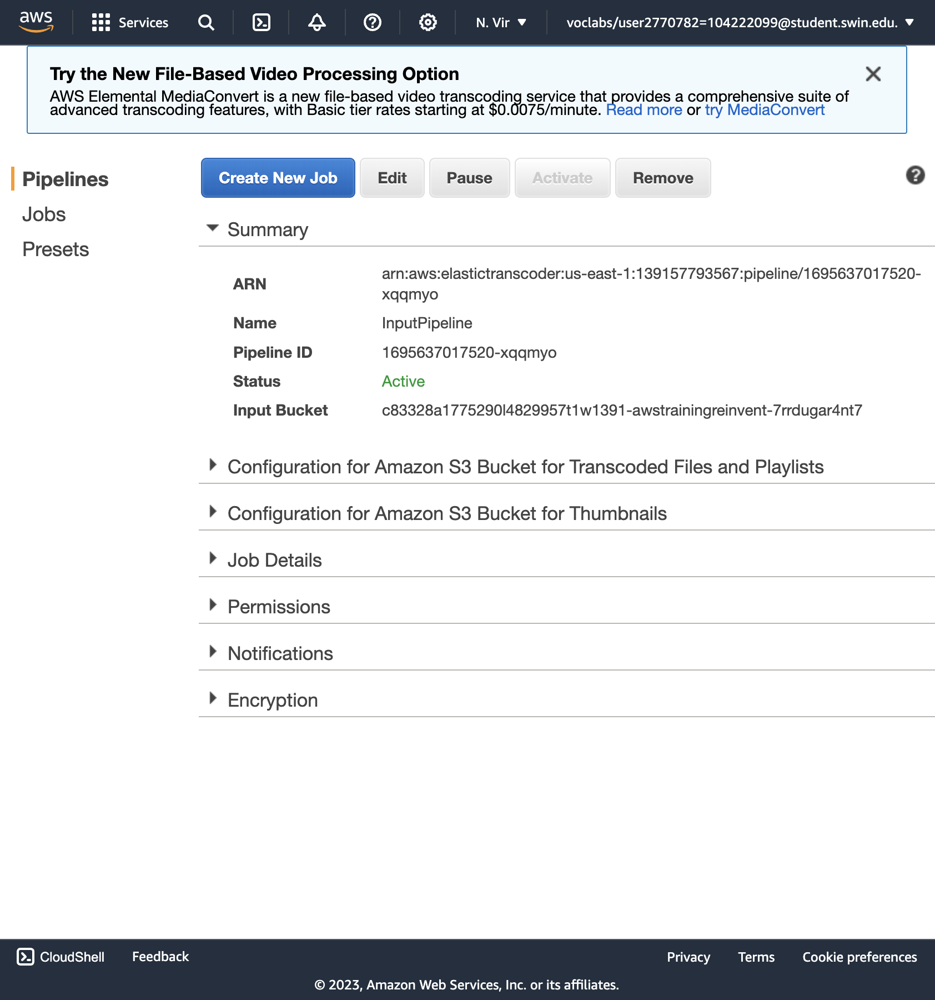 aws Services N. Vir voclabs/user2770782=104222099@student.swin.edu.
Try the New File-Based Video Processing Option
AWS Elemental MediaConvert is a new file-based video transcoding service that provides a comprehensive suite of
advanced transcoding features, with Basic tier rates starting at $0.0075/minute. Read more or try MediaConvert
Pipelines
Jobs
Presets
Create New Job Edit Pause Activate Remove
Summary
ARN arn:aws:elastictranscoder:us-east-1:139157793567:pipeline/1695637017520-
xqqmyo
Name InputPipeline
Pipeline ID 1695637017520-xqqmyo
Status Active
Input Bucket c83328a1775290l4829957t1w1391-awstrainingreinvent-7rrdugar4nt7
Configuration for Amazon S3 Bucket for Transcoded Files and Playlists
Configuration for Amazon S3 Bucket for Thumbnails
Job Details
Permissions
Notifications
Encryption
CloudShell Feedback Privacy Terms Cookie preferences
© 2023, Amazon Web Services, Inc. or its affiliates.